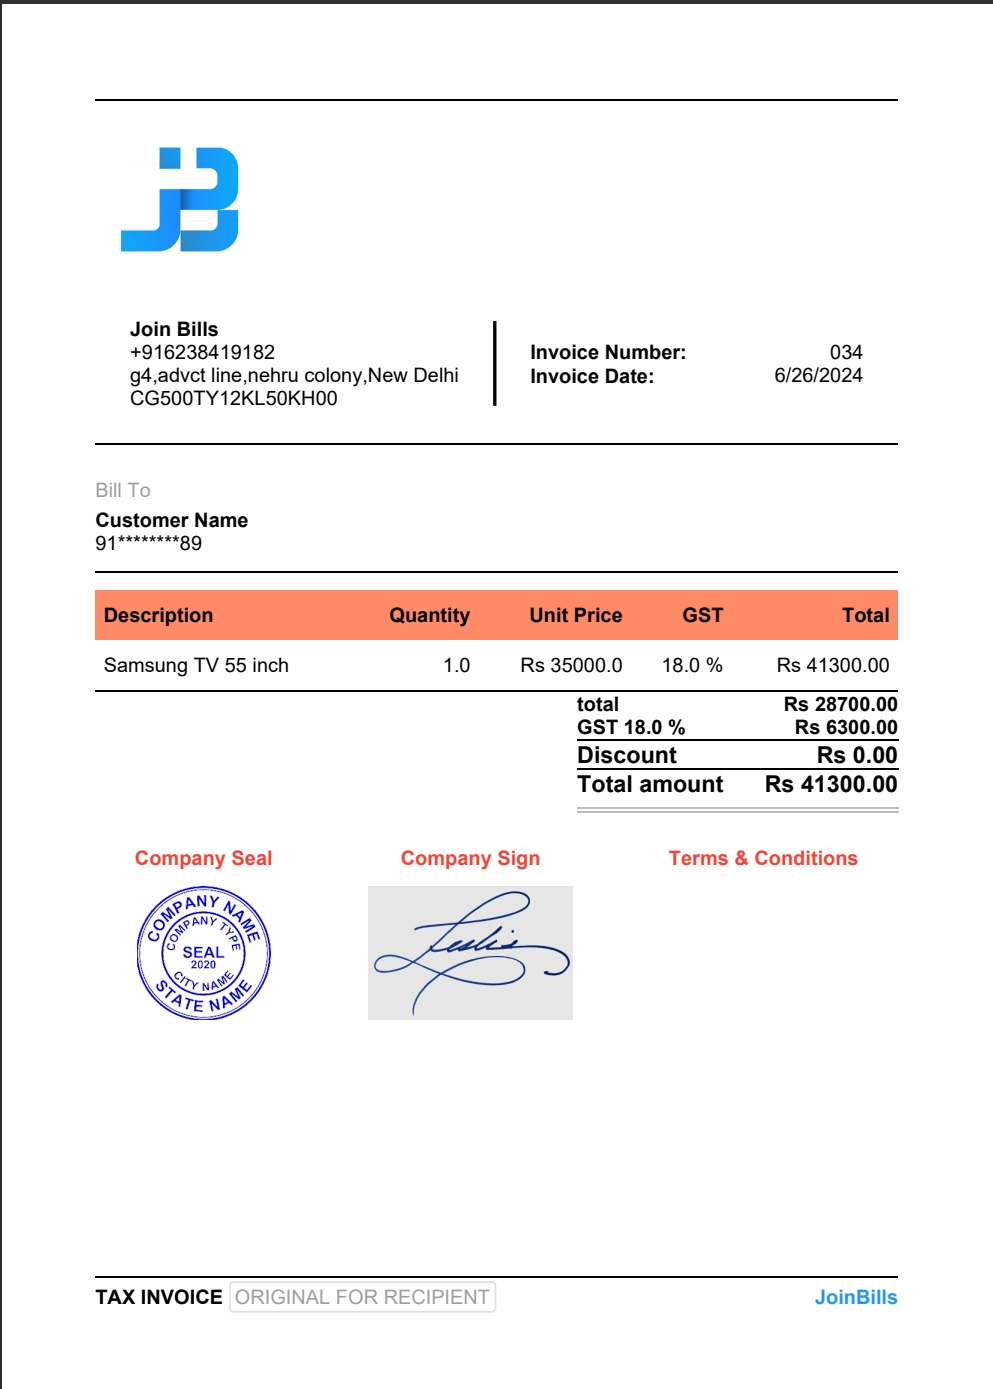 JB
Join Bills
+916238419182
g4,advct line,nehru colony,New Delhi
CG500TY12KL50KH00
Invoice Number: 034
Invoice Date: 6/26/2024
Bill To
Customer Name
91********89
Description Quantity Unit Price GST Total
Samsung TV 55 inch 1.0 Rs 35000.0 18.0 % Rs 41300.00
total Rs 28700.00
GST 18.0 % Rs 6300.00
Discount Rs 0.00
Total amount Rs 41300.00
Company Seal Company Sign Terms & Conditions
COMPANY NAME
COMPANY TYPE
SEAL
2020
CITY NAME
STATE NAME
Leslie
TAX INVOICE ORIGINAL FOR RECIPIENT JoinBills